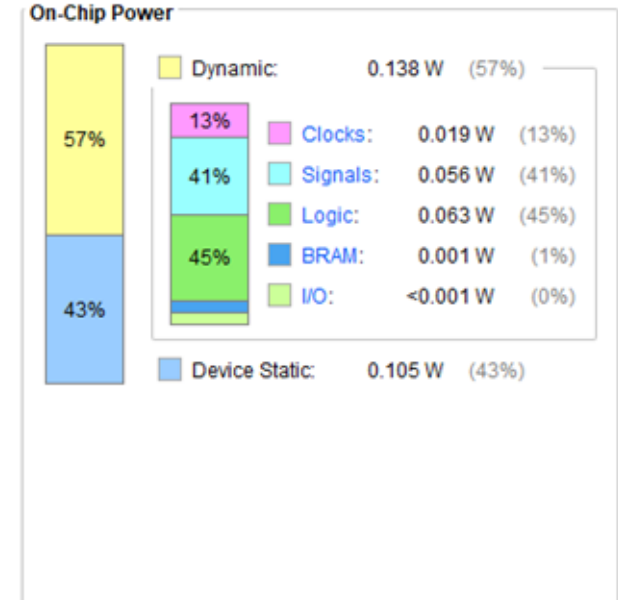 On-Chip Power
57%
43%
Dynamic: 0.138 W (57%)
13%
41%
45%
Clocks: 0.019 W (13%)
Signals: 0.056 W (41%)
Logic: 0.063 W (45%)
BRAM: 0.001 W (1%)
I/O: <0.001 W (0%)
Device Static: 0.105 W (43%)